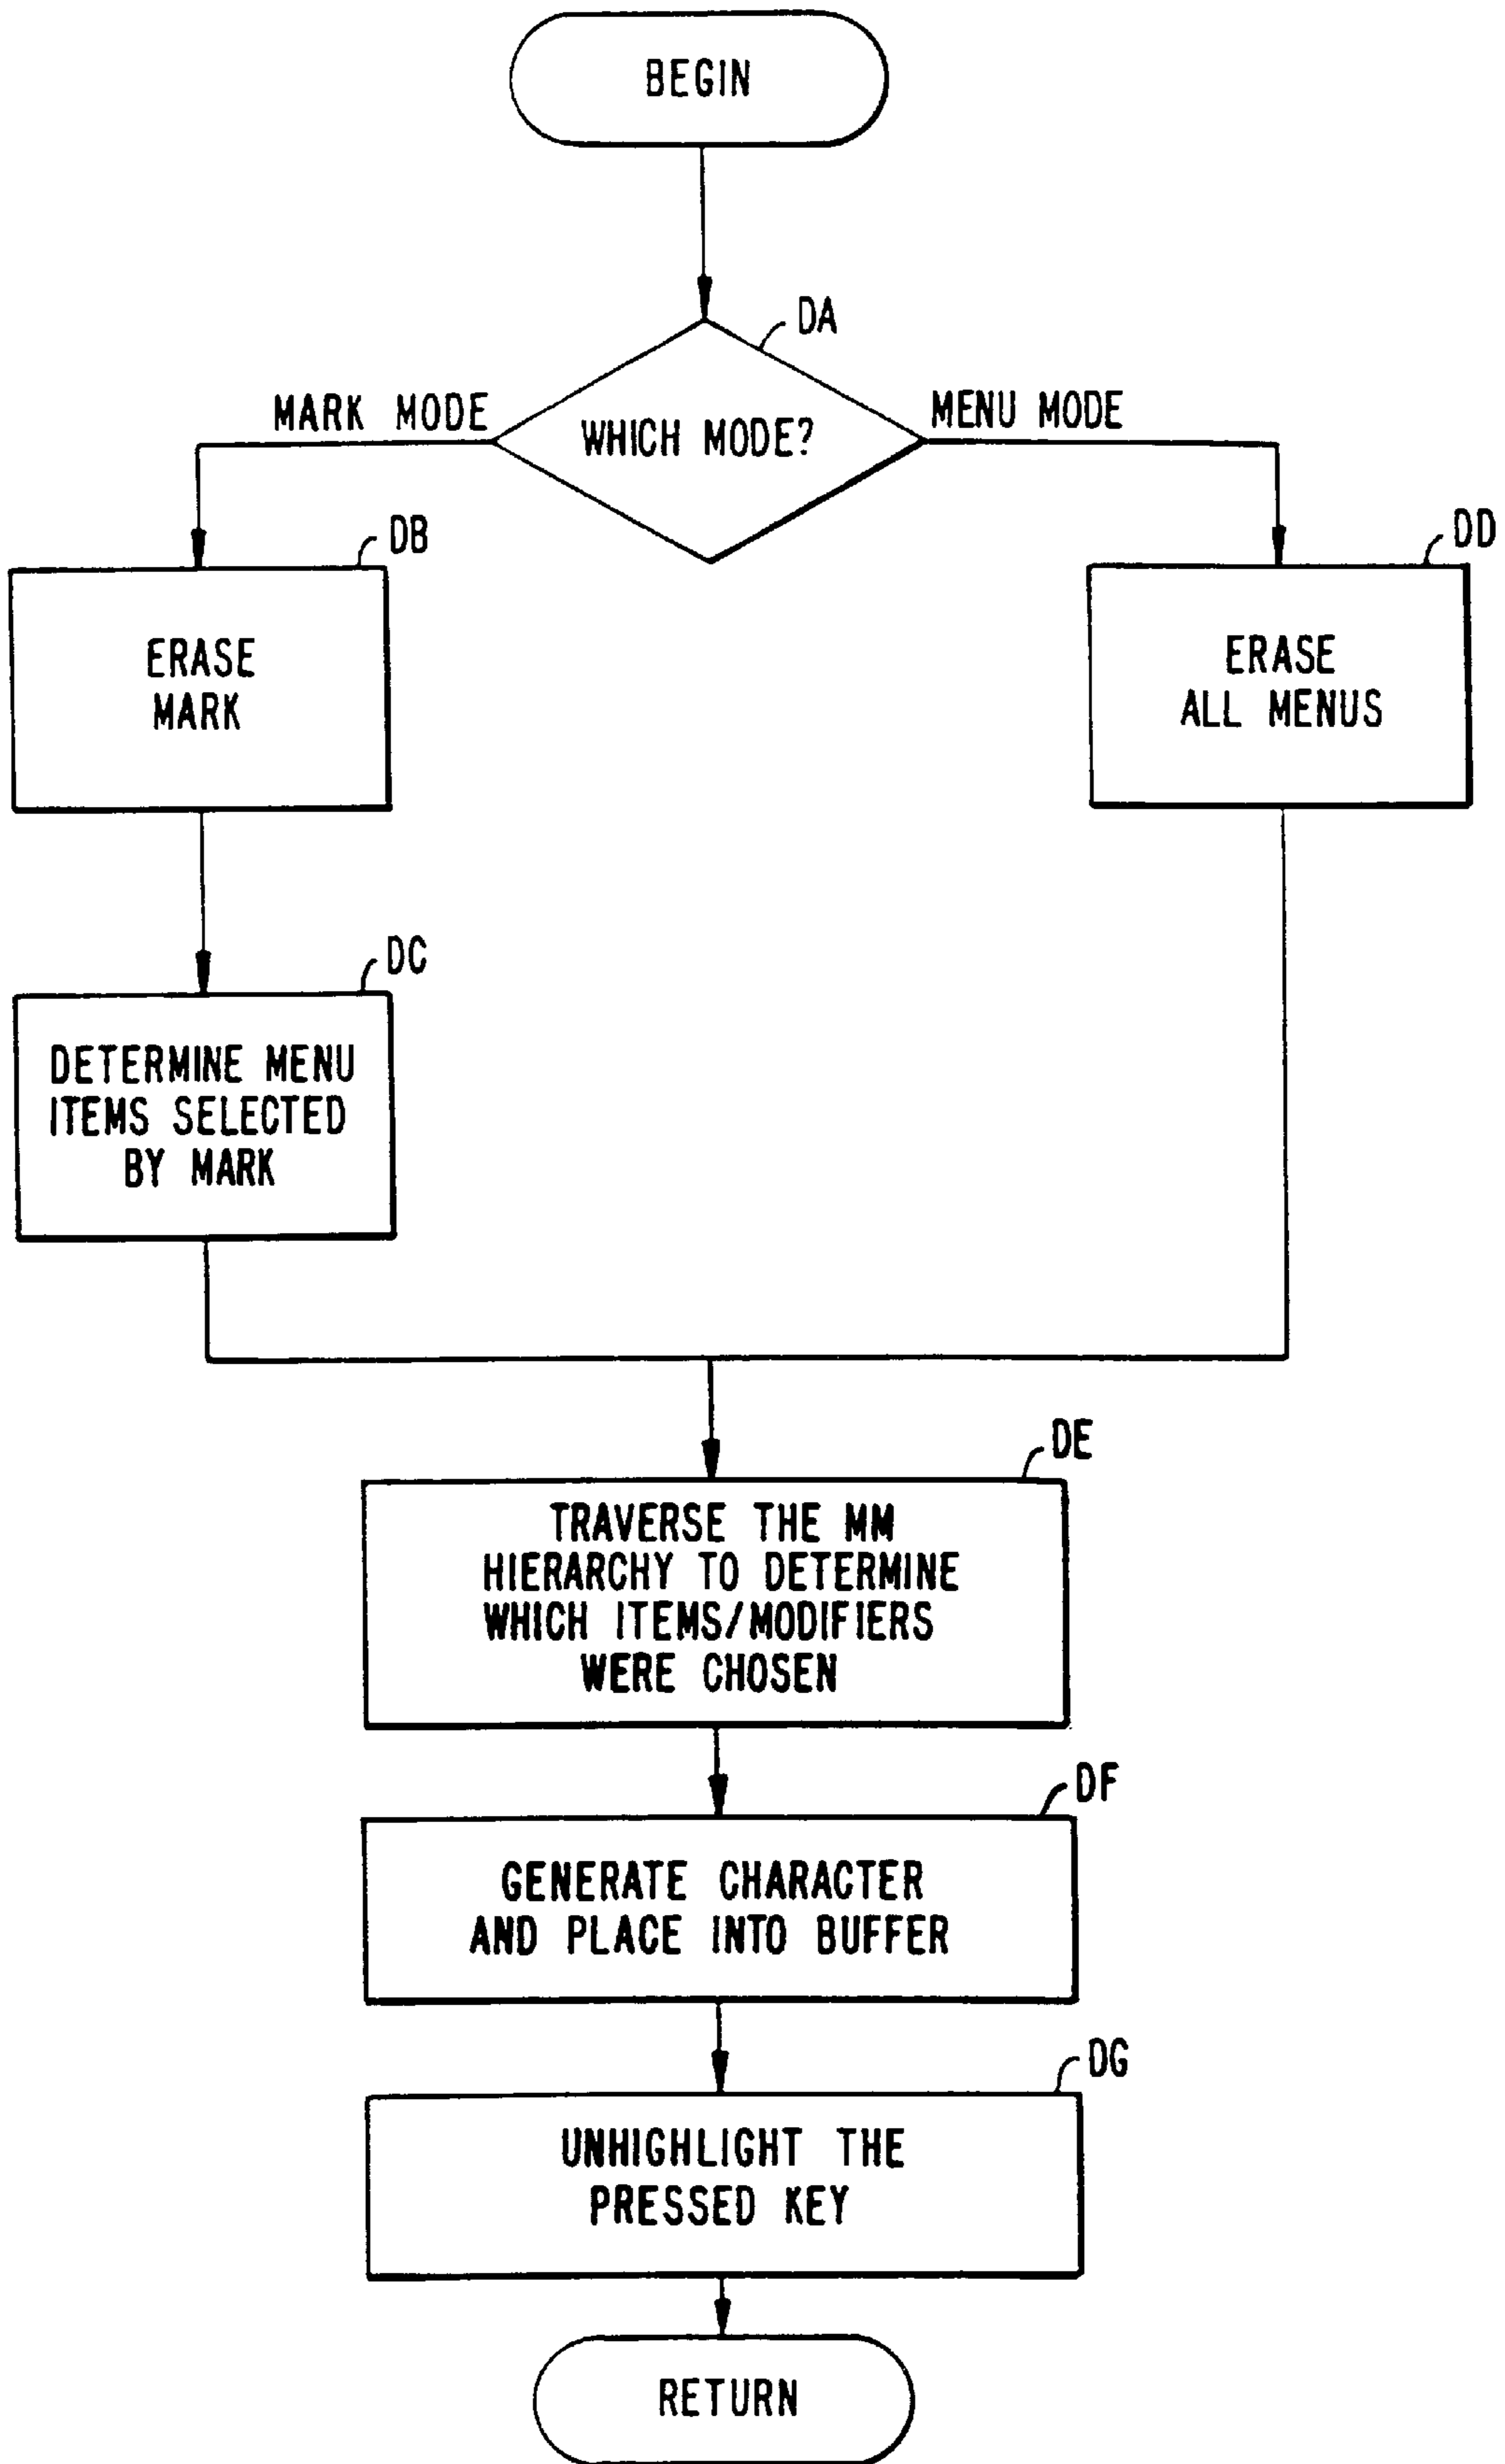 BEGIN
DA
MARK MODE
WHICH MODE?
MENU MODE
DB
DD
ERASE
MARK
ERASE
ALL MENUS
DC
DETERMINE MENU
ITEMS SELECTED
BY MARK
DE
TRAVERSE THE MM
HIERARCHY TO DETERMINE
WHICH ITEMS/MODIFIERS
WERE CHOSEN
DF
GENERATE CHARACTER
AND PLACE INTO BUFFER
DG
UNHIGHLIGHT THE
PRESSED KEY
RETURN